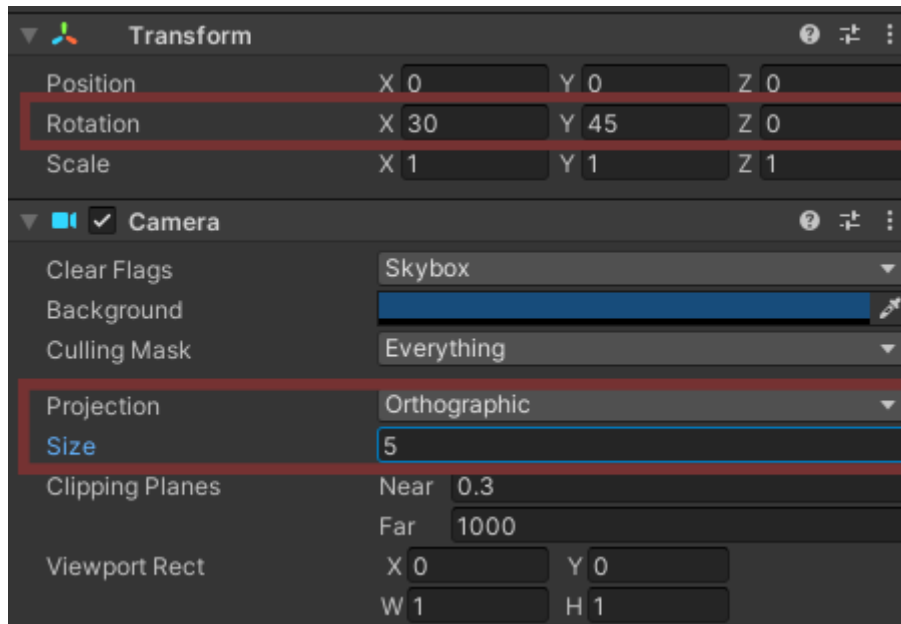 Transform
Position X 0 Y 0 Z 0
Rotation X 30 Y 45 Z 0
Scale X 1 Y 1 Z 1
Camera
Clear Flags Skybox
Background
Culling Mask Everything
Projection Orthographic
Size 5
Clipping Planes Near 0.3
Far 1000
Viewport Rect X 0 Y 0
W 1 H 1